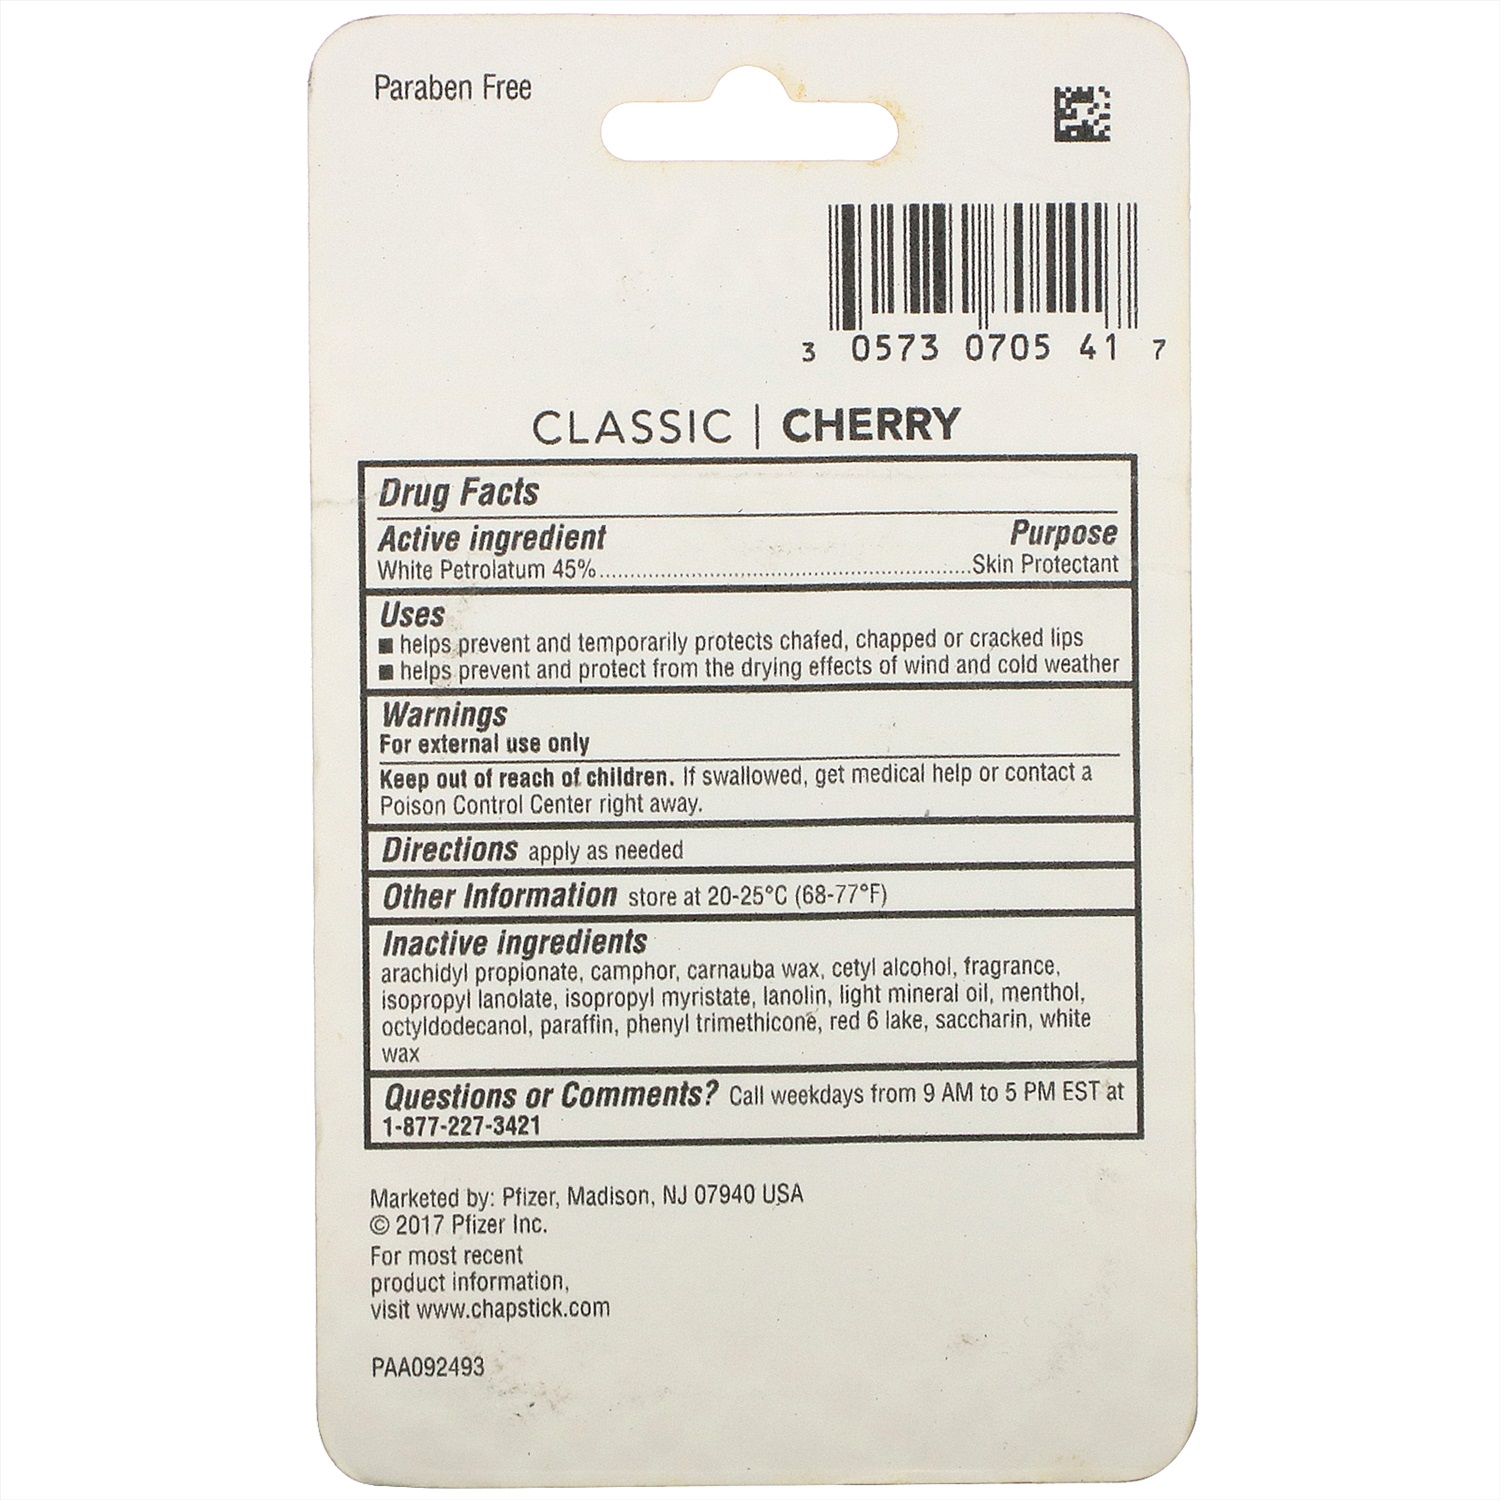 Paraben Free
3 0573 0705 41 7
CLASSIC | CHERRY
Drug Facts
Active ingredient Purpose
White Petrolatum 45%..........................................................Skin Protectant
Uses
■ helps prevent and temporarily protects chafed, chapped or cracked lips
■ helps prevent and protect from the drying effects of wind and cold weather
Warnings
For external use only
Keep out of reach of children. If swallowed, get medical help or contact a
Poison Control Center right away.
Directions apply as needed
Other Information store at 20-25°C (68-77°F)
Inactive ingredients
arachidyl propionate, camphor, carnauba wax, cetyl alcohol, fragrance,
isopropyl lanolate, isopropyl myristate, lanolin, light mineral oil, menthol,
octyldodecanol, paraffin, phenyl trimethicone, red 6 lake, saccharin, white
wax
Questions or Comments? Call weekdays from 9 AM to 5 PM EST at
1-877-227-3421
Marketed by: Pfizer, Madison, NJ 07940 USA
© 2017 Pfizer Inc.
For most recent
product information,
visit www.chapstick.com
PAA092493